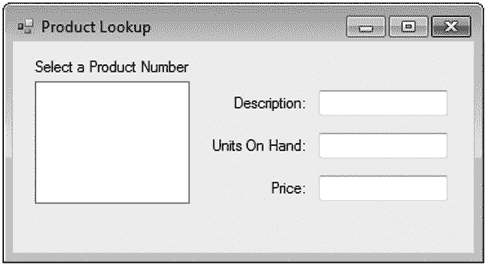 Product Lookup
Select a Product Number
Description:
Units On Hand:
Price: